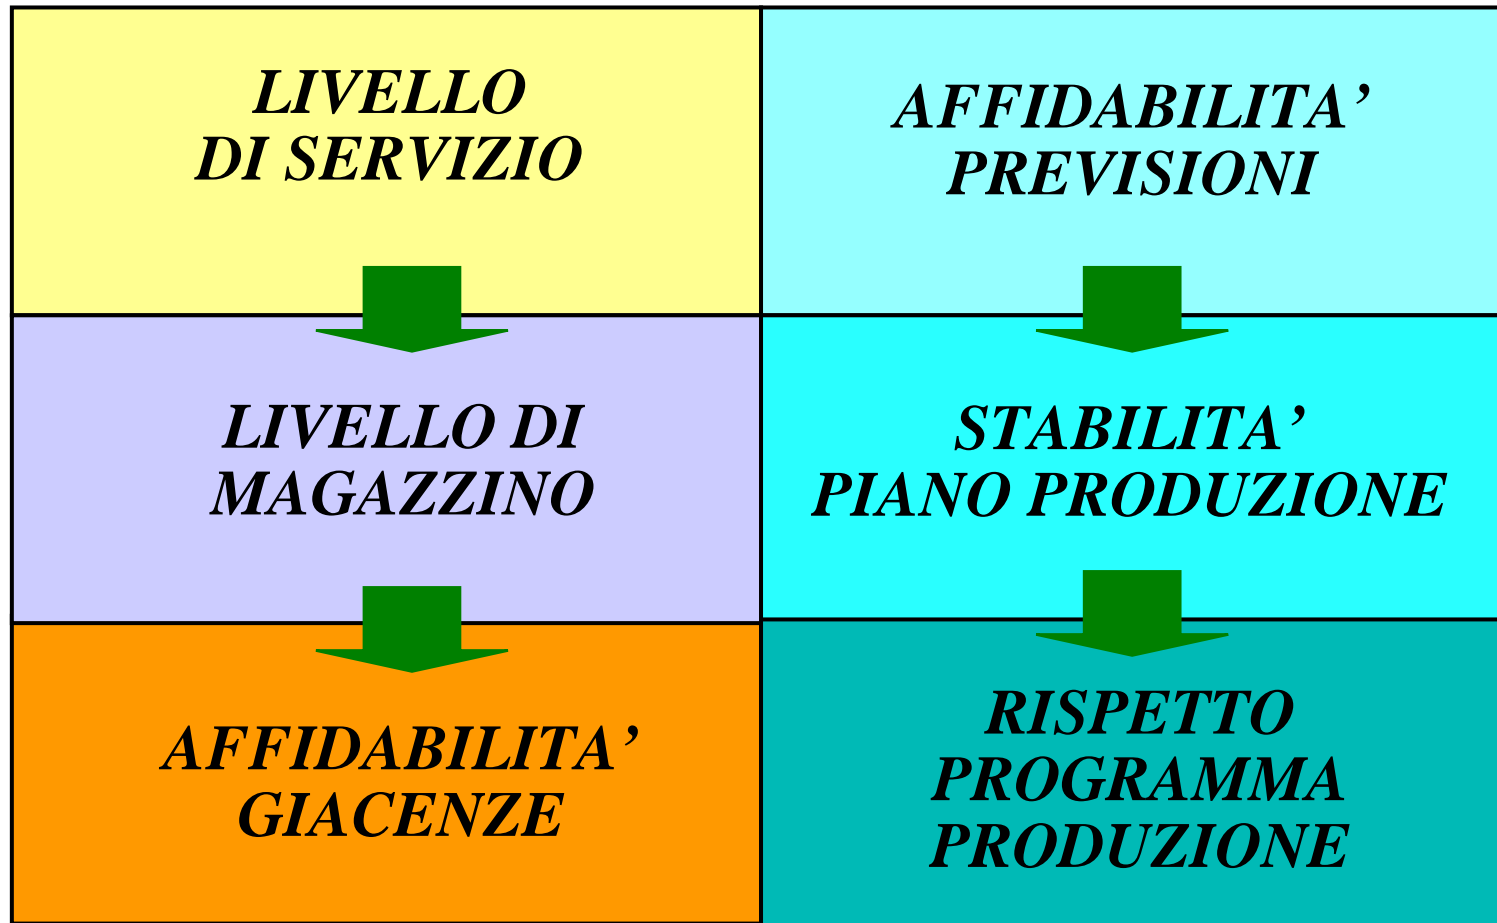 LIVELLO
DI SERVIZIO
AFFIDABILITA’
PREVISIONI
LIVELLO DI
MAGAZZINO
STABILITA’
PIANO PRODUZIONE
AFFIDABILITA’
GIACENZE
RISPETTO
PROGRAMMA
PRODUZIONE